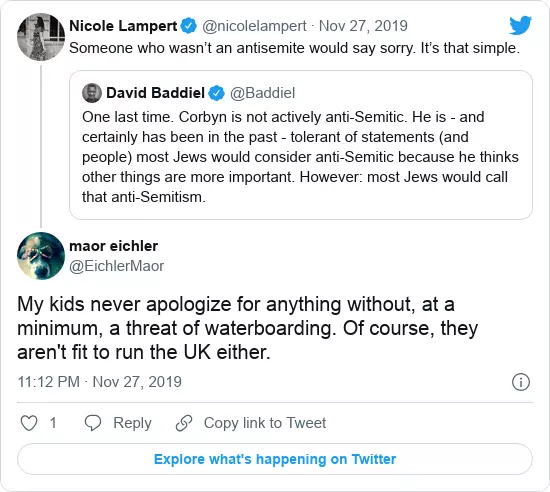 Nicole Lampert @nicolelampert · Nov 27, 2019
Someone who wasn’t an antisemite would say sorry. It’s that simple.
David Baddiel @Baddiel
One last time. Corbyn is not actively anti-Semitic. He is - and
certainly has been in the past - tolerant of statements (and
people) most Jews would consider anti-Semitic because he thinks
other things are more important. However: most Jews would call
that anti-Semitism.
maor eichler
@EichlerMaor
My kids never apologize for anything without, at a
minimum, a threat of waterboarding. Of course, they
aren't fit to run the UK either.
11:12 PM · Nov 27, 2019
1 Reply Copy link to Tweet
Explore what's happening on Twitter